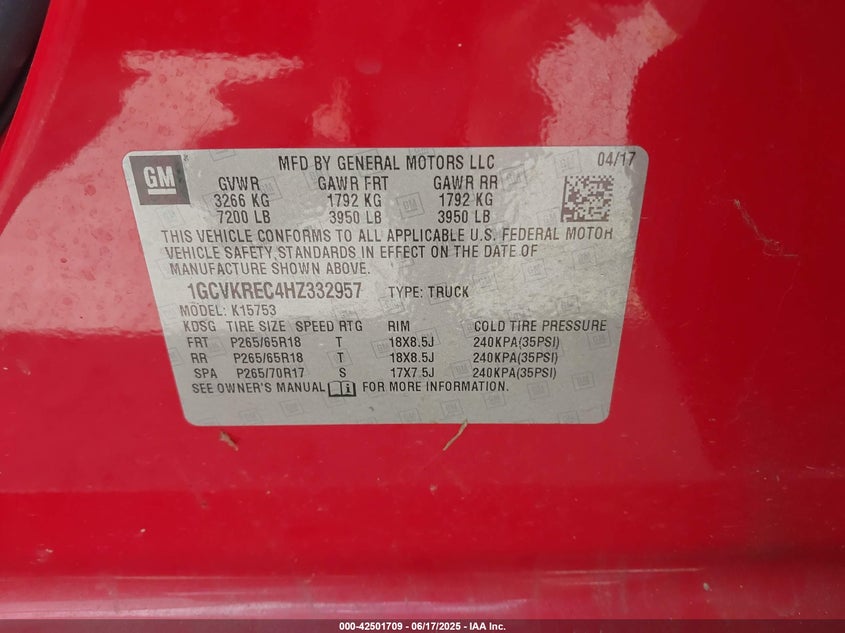 GM
MFD BY GENERAL MOTORS LLC 04/17
GVWR GAWR FRT GAWR RR
3266 KG 1792 KG 1792 KG
7200 LB 3950 LB 3950 LB
THIS VEHICLE CONFORMS TO ALL APPLICABLE U.S. FEDERAL MOTOR
VEHICLE SAFETY STANDARDS IN EFFECT ON THE DATE OF
MANUFACTURE SHOWN ABOVE.
1GCVKREC4HZ332957 TYPE: TRUCK
MODEL: K15753
KDSG TIRE SIZE SPEED RTG RIM COLD TIRE PRESSURE
FRT P265/65R18 T 18X8.5J 240KPA(35PSI)
RR P265/65R18 T 18X8.5J 240KPA(35PSI)
SPA P265/70R17 S 17X7.5J 240KPA(35PSI)
SEE OWNER'S MANUAL FOR MORE INFORMATION.
000-42501709 | 06/17/2025 - IAA Inc.